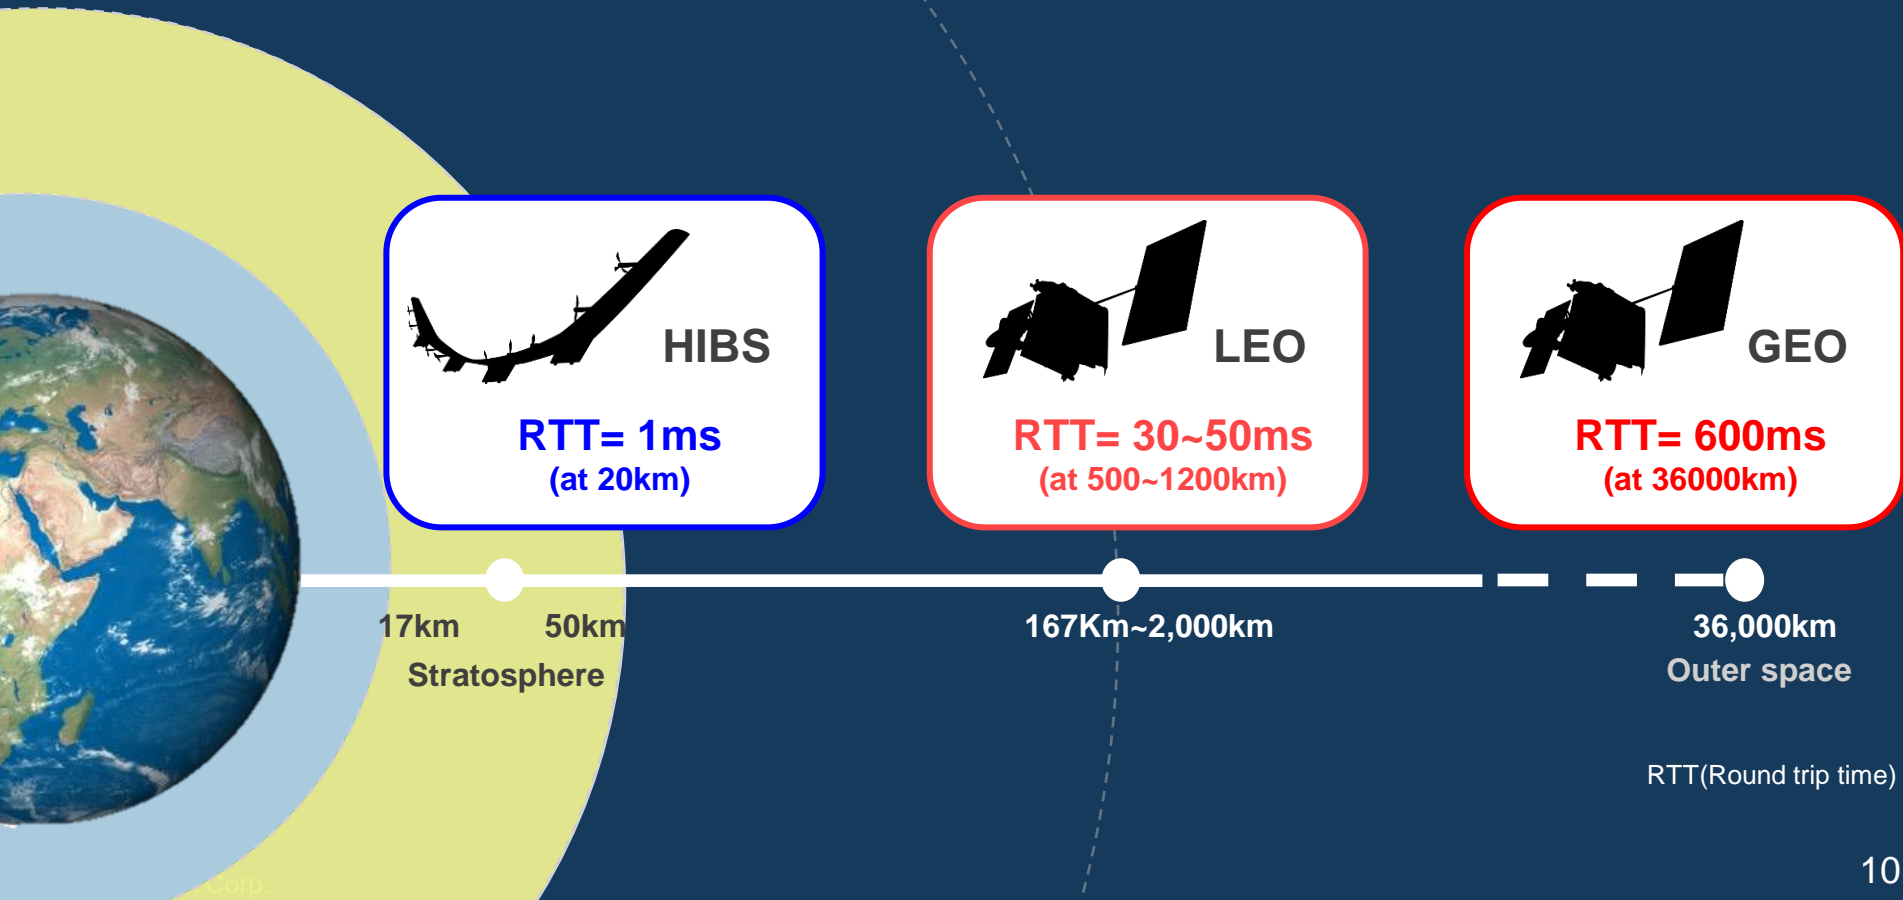 HIBS
RTT= 1ms
(at 20km)
LEO
RTT= 30~50ms
(at 500~1200km)
GEO
RTT= 600ms
(at 36000km)
17km
50km
Stratosphere
167Km~2,000km
36,000km
Outer space
RTT(Round trip time)
Corp.
10